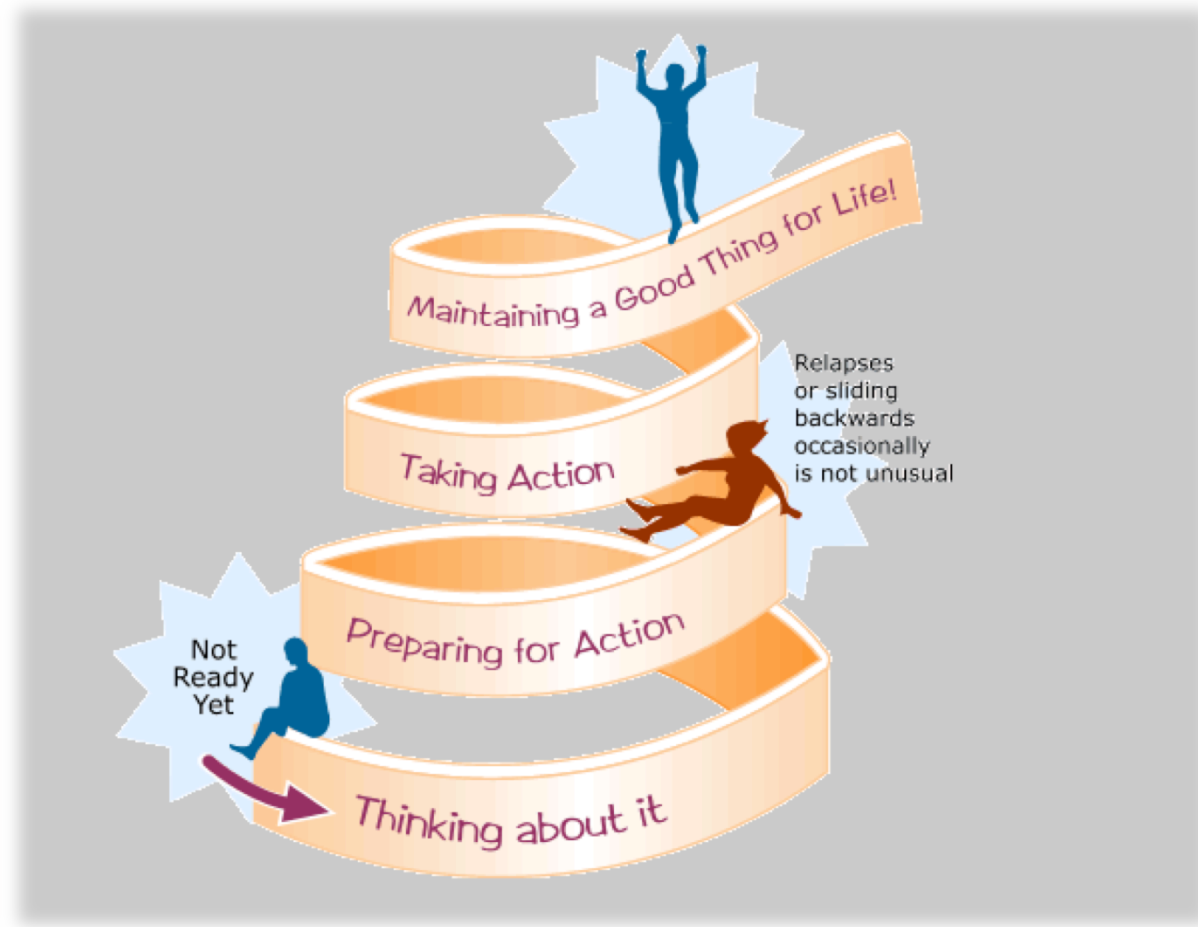 Maintaining a Good Thing for Life!
Relapses
or sliding
backwards
occasionally
is not unusual
Taking Action
Preparing for Action
Not
Ready
Yet
Thinking about it